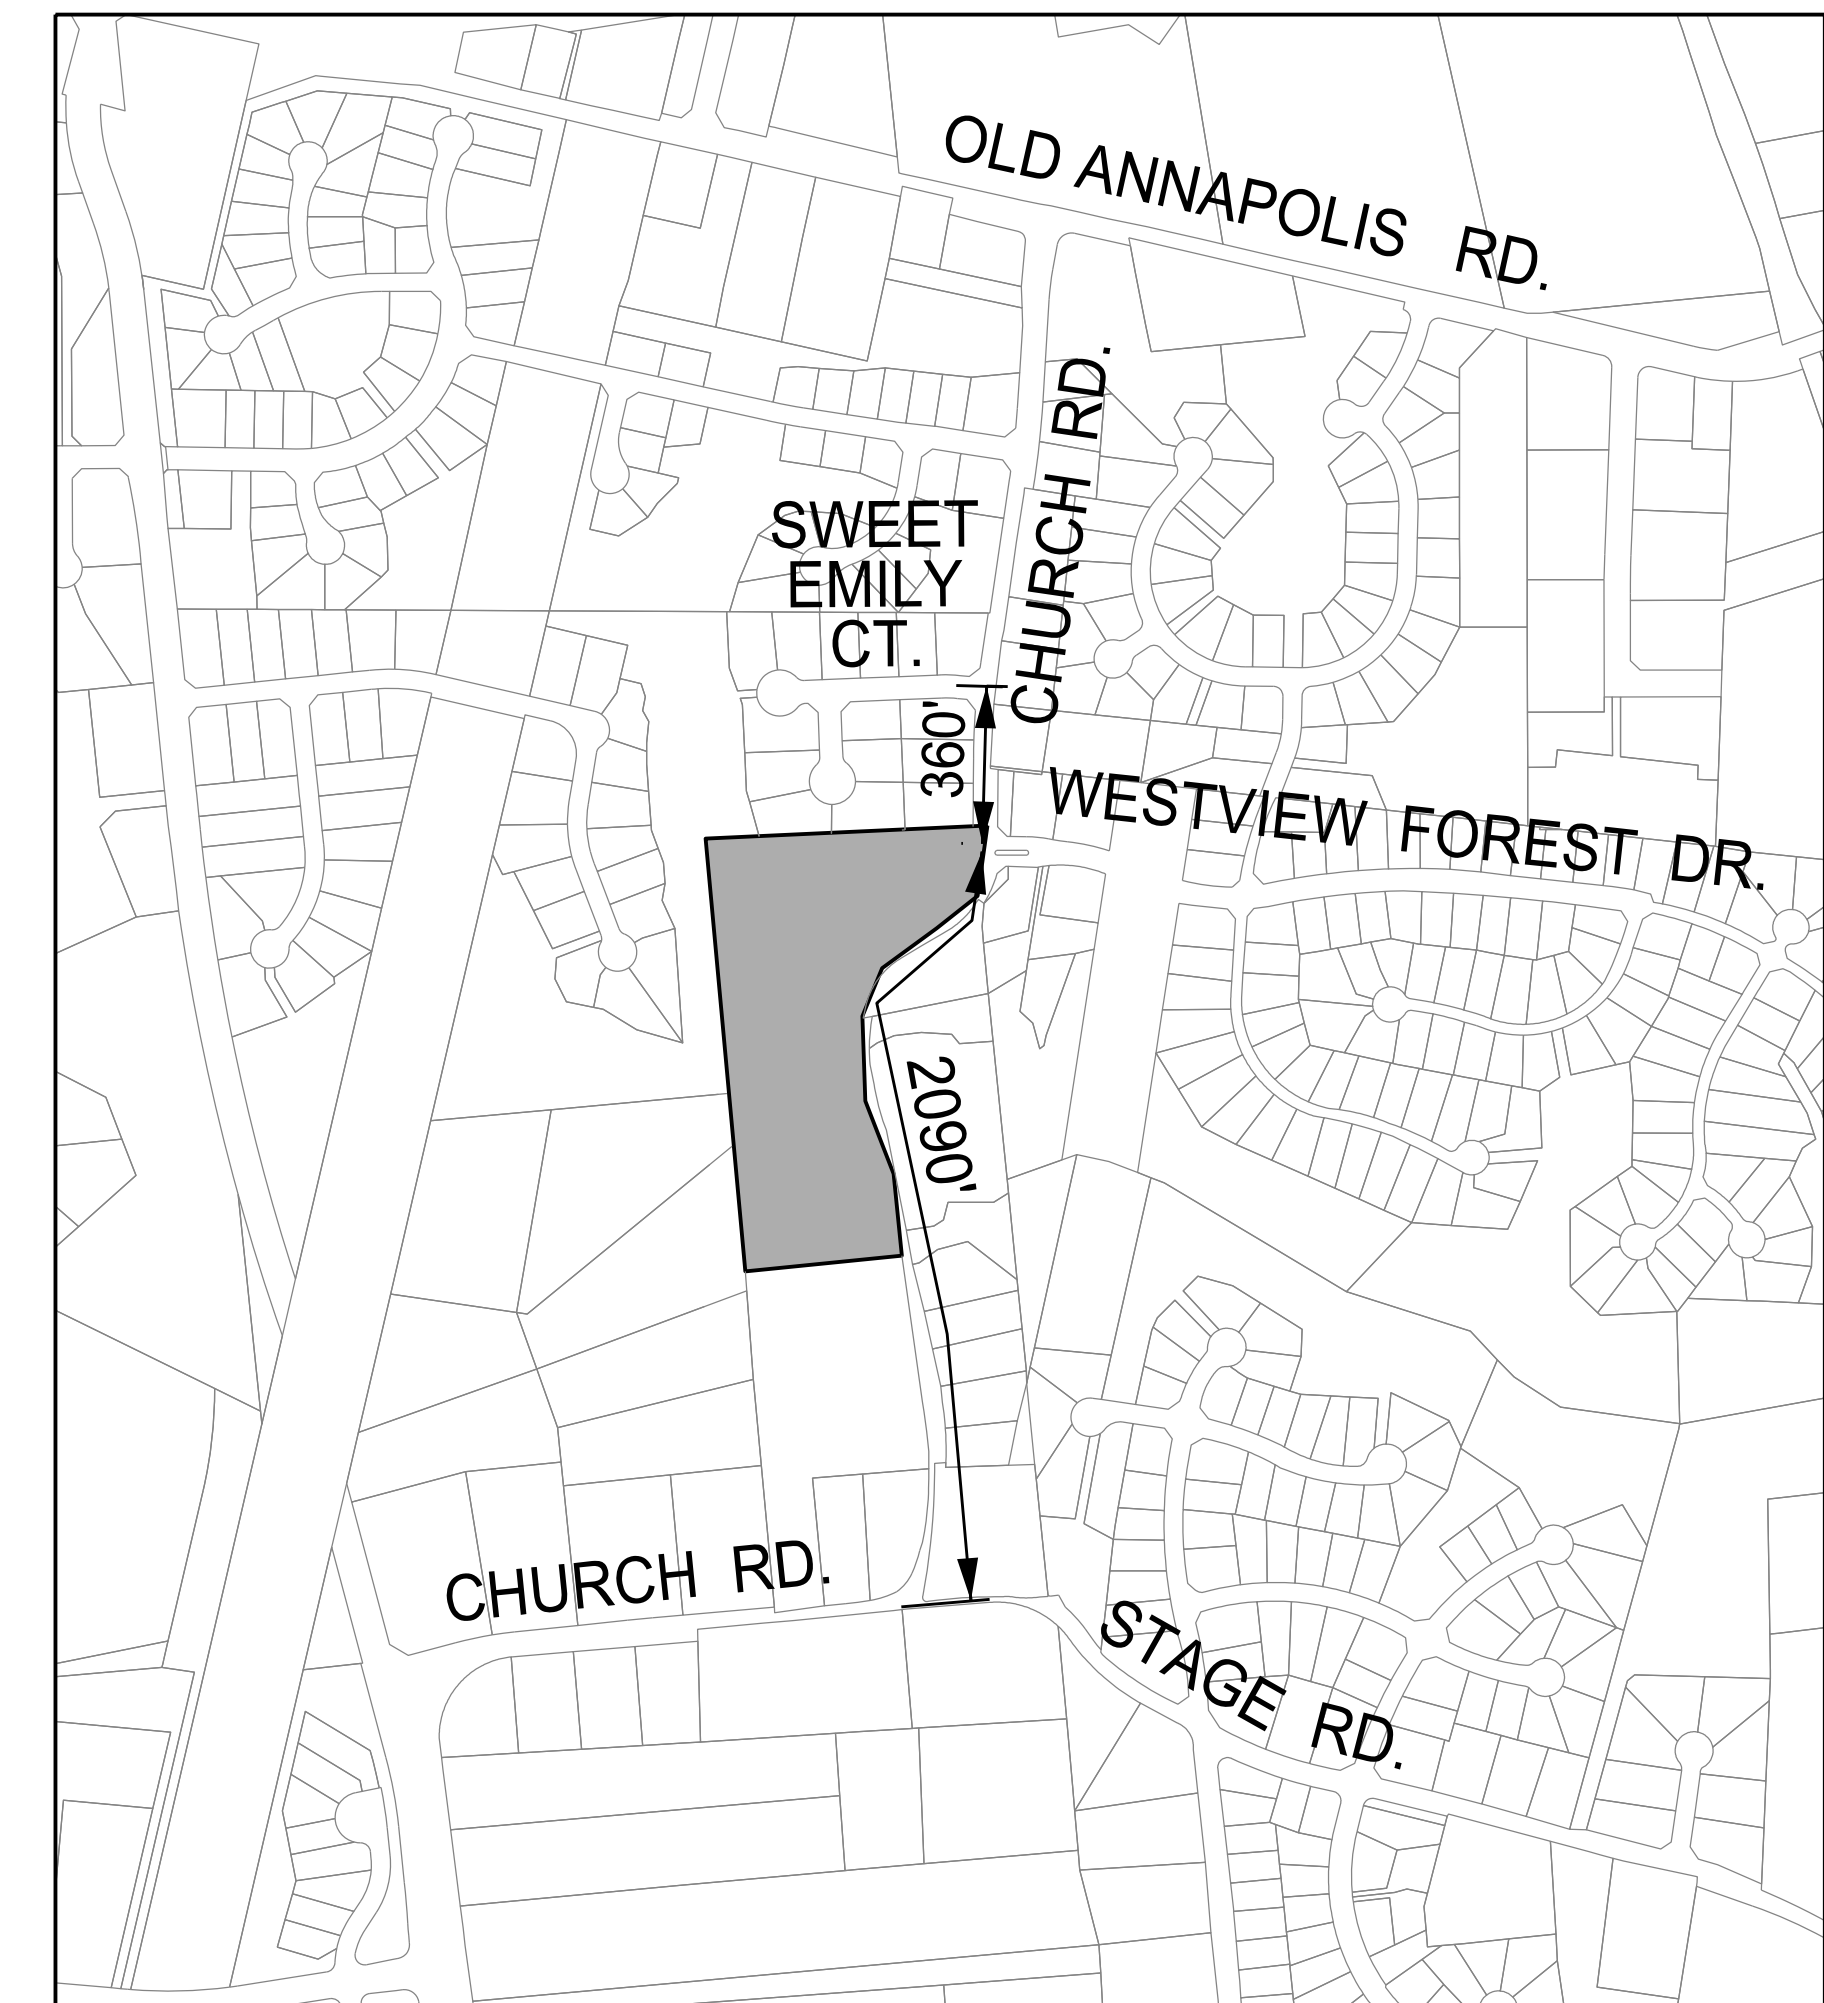 OLD ANNAPOLIS RD.
CHURCH RD.
SWEET
EMILY
CT.
360'
WESTVIEW FOREST DR.
2090'
CHURCH RD.
STAGE RD.